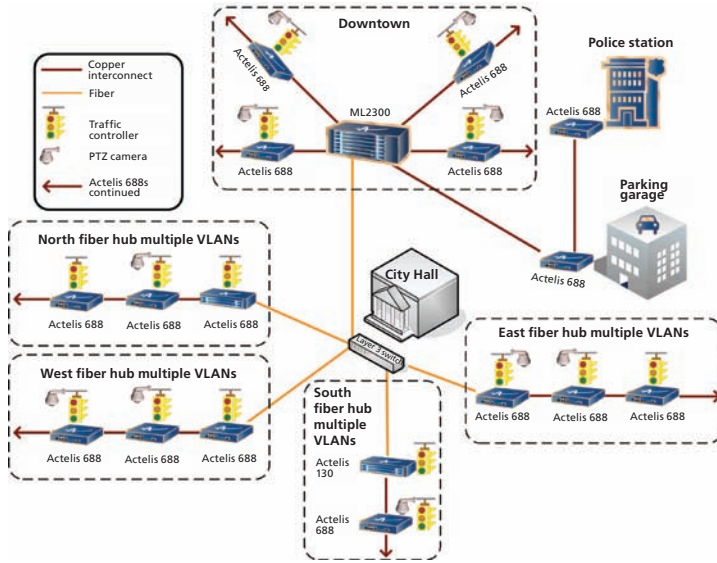 Downtown
Police station
Copper
interconnect
Fiber
Traffic
controller
PTZ camera
Actelis 688s
continued
Actelis 688
Actelis 688
ML2300
Actelis 688
Actelis 688
Actelis 688
Parking
garage
Actelis 688
North fiber hub multiple VLANs
Actelis 688
Actelis 688
Actelis 688
City Hall
Layer 3 switch
East fiber hub multiple VLANs
Actelis 688
Actelis 688
Actelis 688
West fiber hub multiple VLANs
Actelis 688
Actelis 688
Actelis 688
South
fiber hub
multiple
VLANs
Actelis
130
Actelis
688